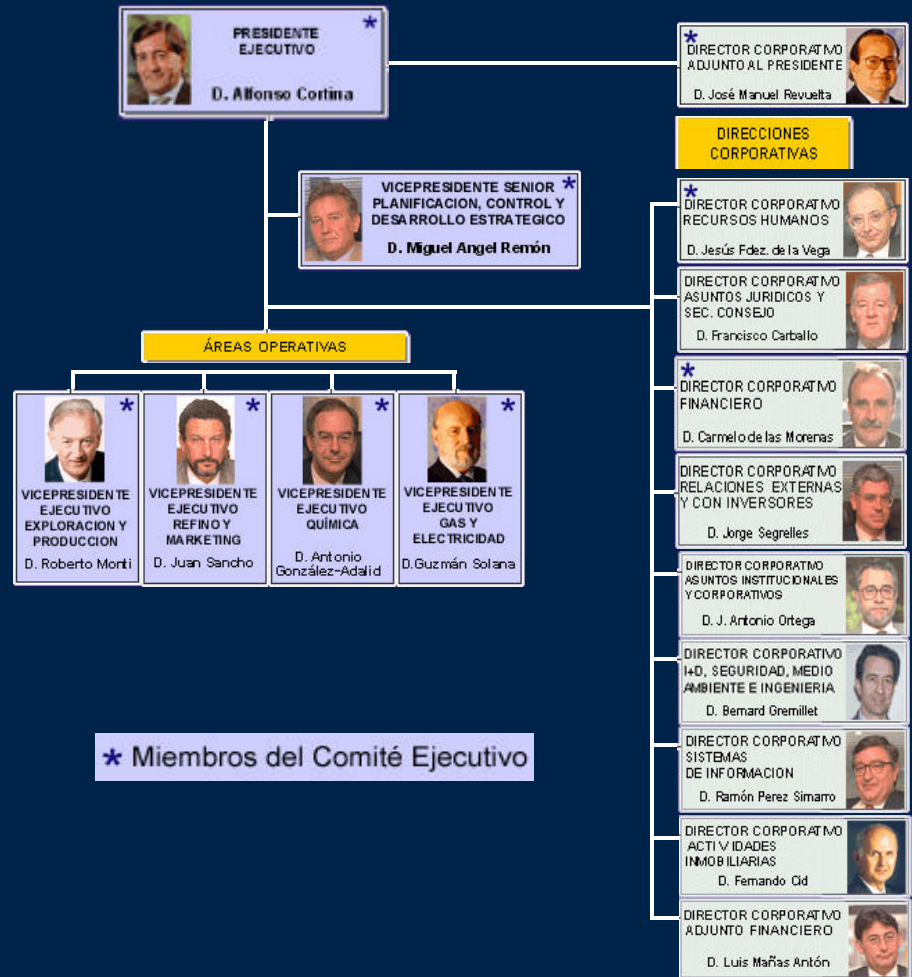 PRESIDENTE
EJECUTIVO
*
D. Alfonso Cortina
*
DIRECTOR CORPORATIVO
ADJUNTO AL PRESIDENTE
D. José Manuel Revuelta
DIRECCIONES
CORPORATIVAS
VICEPRESIDENTE SENIOR *
PLANIFICACION, CONTROL Y
DESARROLLO ESTRATEGICO
D. Miguel Angel Remón
*
DIRECTOR CORPORATIVO
RECURSOS HUMANOS
D. Jesús Fdez. de la Vega
DIRECTOR CORPORATIVO
ASUNTOS JURIDICOS Y
SEC. CONSEJO
D. Francisco Carballo
*
DIRECTOR CORPORATIVO
FINANCIERO
D. Carmelo de las Morenas
DIRECTOR CORPORATIVO
RELACIONES EXTERNAS
Y CON INVERSORES
D. Jorge Segrelles
DIRECTOR CORPORATIVO
ASUNTOS INSTITUCIONALES
Y CORPORATIVOS
D. J. Antonio Ortega
DIRECTOR CORPORATIVO
I+D, SEGURIDAD, MEDIO
AMBIENTE E INGENIERIA
D. Bernard Gremillet
DIRECTOR CORPORATIVO
SISTEMAS
DE INFORMACION
D. Ramón Perez Simarro
DIRECTOR CORPORATIVO
ACTIVIDADES
INMOBILIARIAS
D. Fernando Cid
DIRECTOR CORPORATIVO
ADJUNTO FINANCIERO
D. Luis Mañas Antón
ÁREAS OPERATIVAS
*
VICEPRESIDENTE
EJECUTIVO
EXPLORACION Y
PRODUCCION
D. Roberto Monti
*
VICEPRESIDENTE
EJECUTIVO
REFINO Y
MARKETING
D. Juan Sancho
*
VICEPRESIDENTE
EJECUTIVO
QUÍMICA
D. Antonio
González-Adalid
*
VICEPRESIDENTE
EJECUTIVO
GAS Y
ELECTRICIDAD
D.Guzmán Solana
* Miembros del Comité Ejecutivo